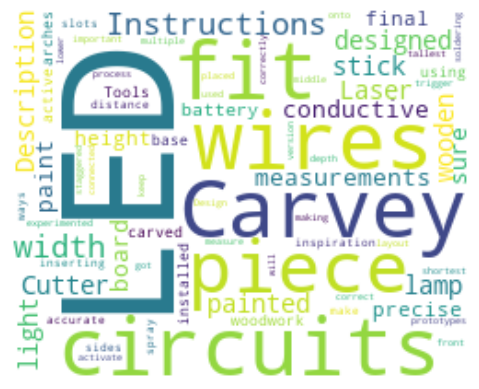 onto
slots
Instructions
final
important
multiple
lower
arches
Description
active
fit
correctly
designed
tallest
process
placed
middle
stick
using
Tools
used
Laser
trigger
soldering
distance
battery
conductive
wooden
LED
wires
height
base
sure
version
paint
staggered
connected
keep
measurements
depth
ways
Carvey
experimented
Design
making
carved
installed
measure
inspiration
layout
width
board
got
inserting
piece
will
shortest
Cutter
lamp
correct
light
painted
precise
accurate
spray
woodwork
make
prototypes
circuits
sides
activate
front